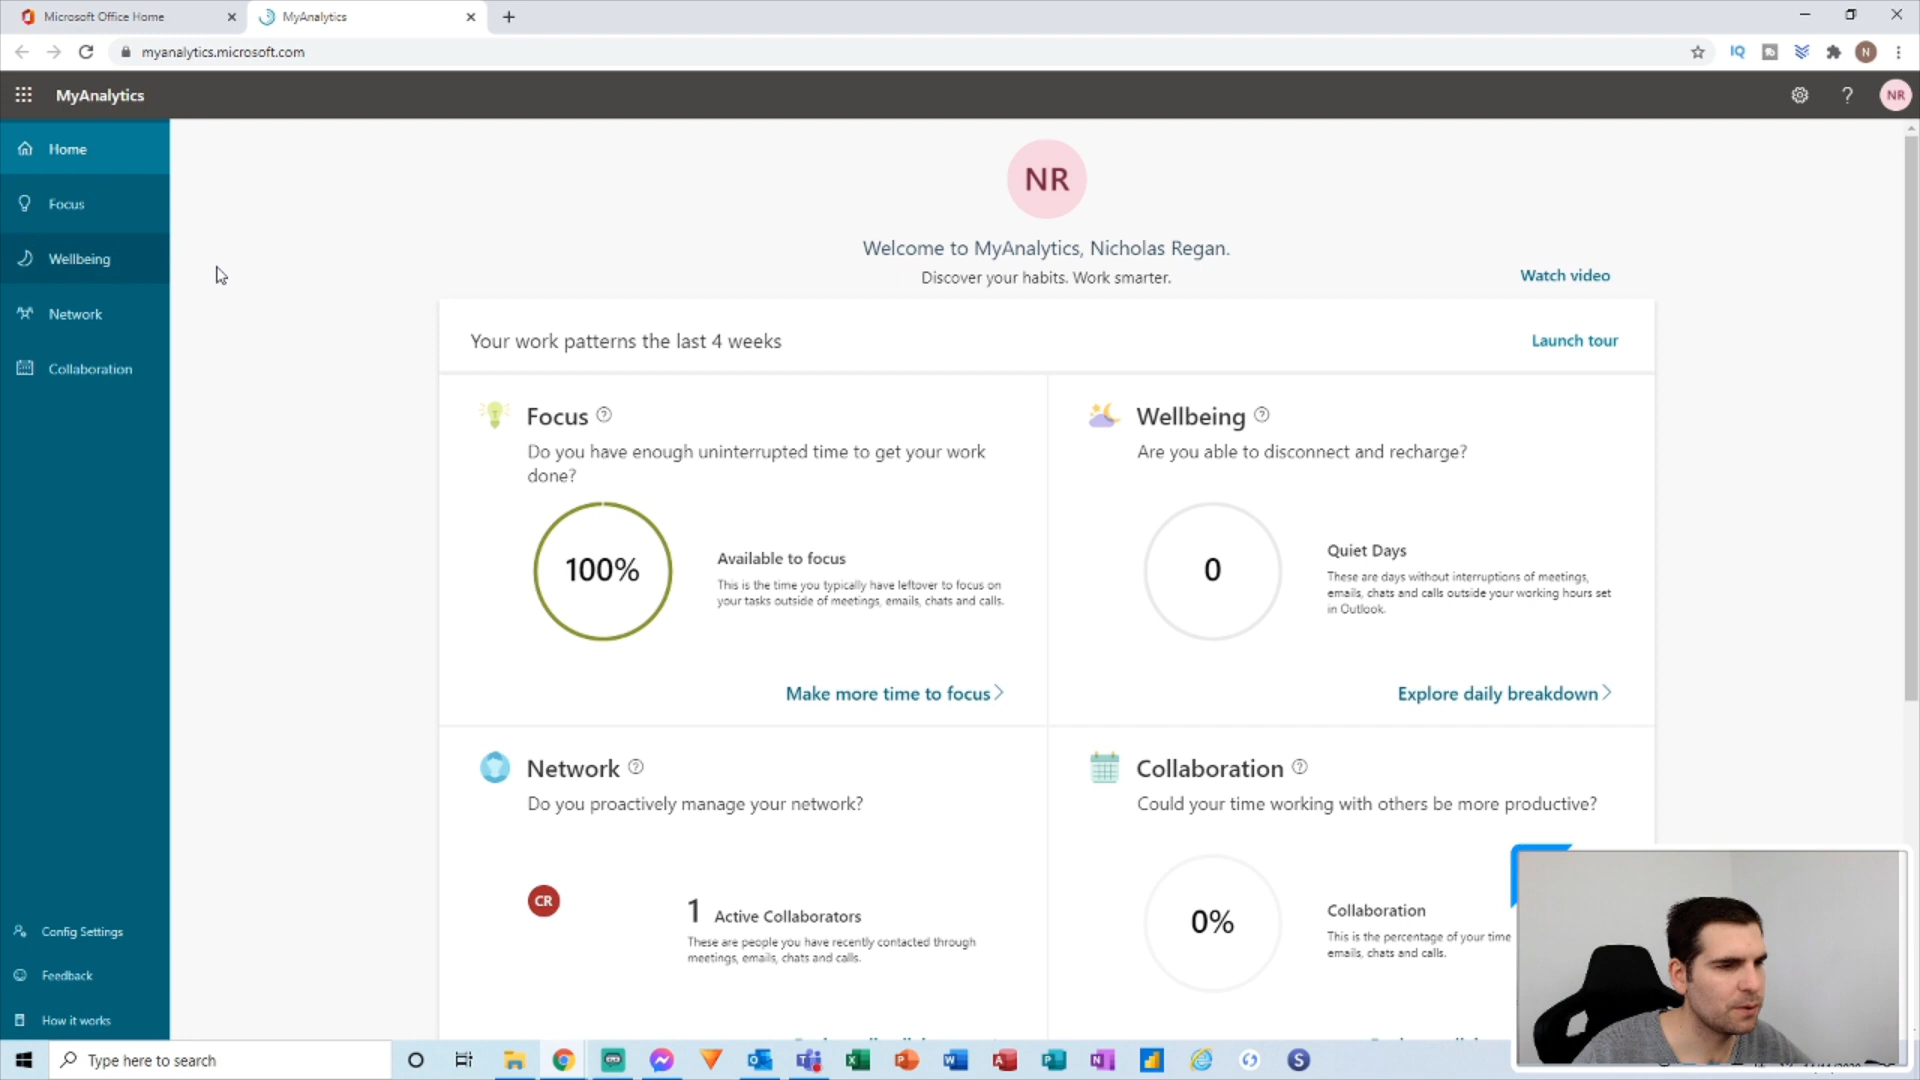 Microsoft Office Home
MyAnalytics
myanalytics.microsoft.com
IQ
N
MyAnalytics
?
NR
Home
Focus
Wellbeing
Network
Collaboration
Config Settings
Feedback
How it works
NR
Welcome to MyAnalytics, Nicholas Regan.
Discover your habits. Work smarter.
Watch video
Your work patterns the last 4 weeks
Launch tour
Focus
Do you have enough uninterrupted time to get your work
done?
100%
Available to focus
This is the time you typically have leftover to focus on
your tasks outside of meetings, emails, chats and calls.
Make more time to focus
Wellbeing
Are you able to disconnect and recharge?
0
Quiet Days
These are days without interruptions of meetings,
emails, chats and calls outside your working hours set
in Outlook.
Explore daily breakdown
Network
Do you proactively manage your network?
CR
1 Active Collaborators
These are people you have recently contacted through
meetings, emails, chats and calls.
Collaboration
Could your time working with others be more productive?
0%
Collaboration
This is the percentage of your time
emails, chats and calls.
Type here to search